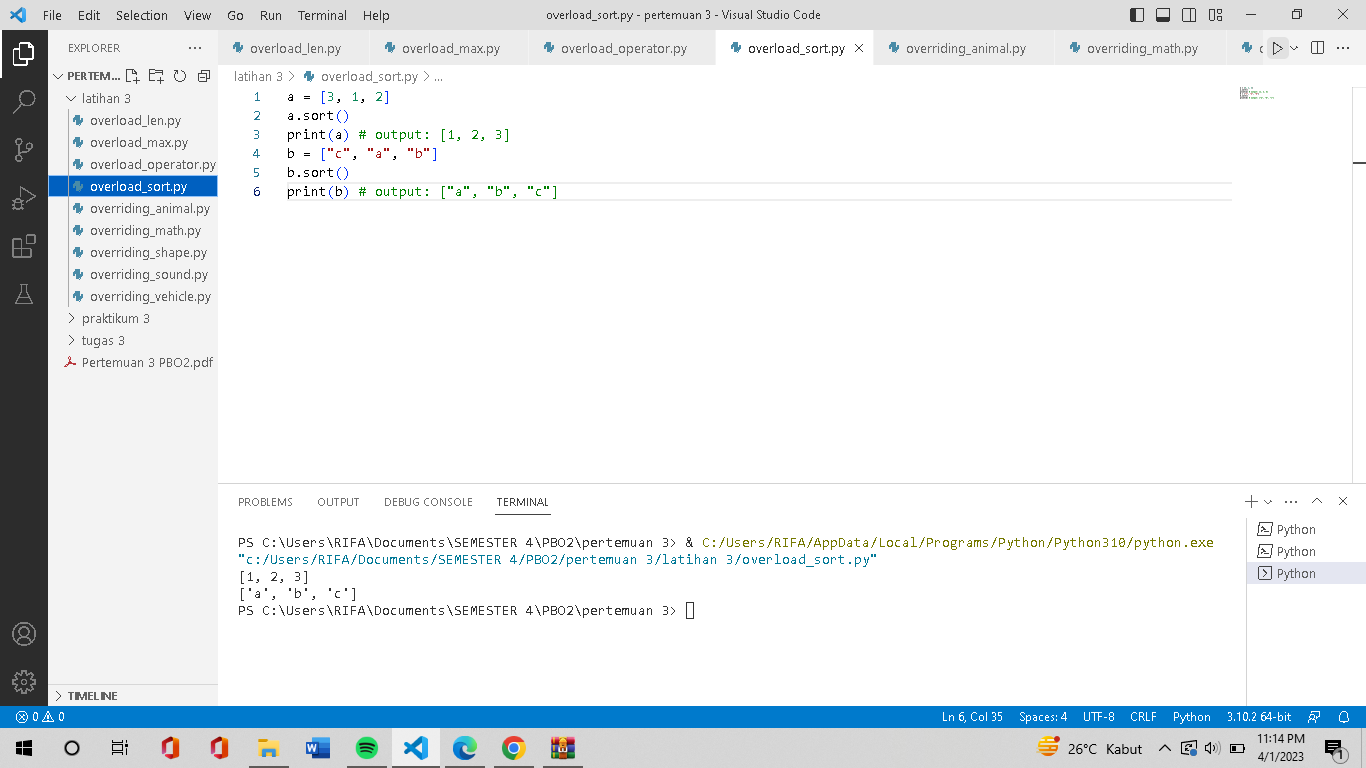 File Edit Selection View Go Run Terminal Help
overload_sort.py - pertemuan 3 - Visual Studio Code
EXPLORER
PERTEM...
latihan 3
overload_len.py
overload_max.py
overload_operator.py
overload_sort.py
overriding_animal.py
overriding_math.py
overriding_shape.py
overriding_sound.py
overriding_vehicle.py
praktikum 3
tugas 3
Pertemuan 3 PBO2.pdf
TIMELINE
overload_len.py overload_max.py overload_operator.py overload_sort.py overriding_animal.py overriding_math.py
latihan 3 > overload_sort.py > ...
1 a = [3, 1, 2]
2 a.sort()
3 print(a) # output: [1, 2, 3]
4 b = ["c", "a", "b"]
5 b.sort()
6 print(b) # output: ["a", "b", "c"]
PROBLEMS OUTPUT DEBUG CONSOLE TERMINAL
PS C:\Users\RIFA\Documents\SEMESTER 4\PBO2\pertemuan 3> & C:/Users/RIFA/AppData/Local/Programs/Python/Python310/python.exe
"c:/Users/RIFA/Documents/SEMESTER 4/PBO2/pertemuan 3/latihan 3/overload_sort.py"
[1, 2, 3]
['a', 'b', 'c']
PS C:\Users\RIFA\Documents\SEMESTER 4\PBO2\pertemuan 3>
Python
Python
Python
0 0
Ln 6, Col 35 Spaces: 4 UTF-8 CRLF Python 3.10.2 64-bit
26°C Kabut
11:14 PM
4/1/2023
1